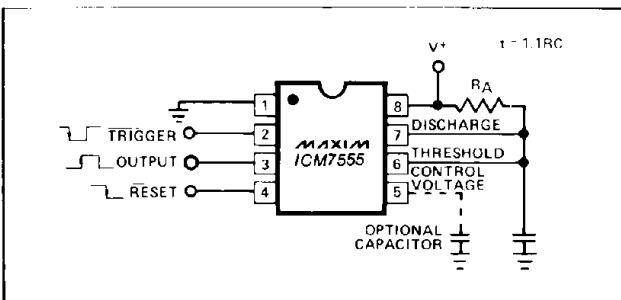 V+
t = 1.1RC
RA
1
8
TRIGGER
2
7
DISCHARGE
MAXIM
ICM7555
OUTPUT
3
6
THRESHOLD
RESET
4
5
CONTROL
VOLTAGE
OPTIONAL
CAPACITOR